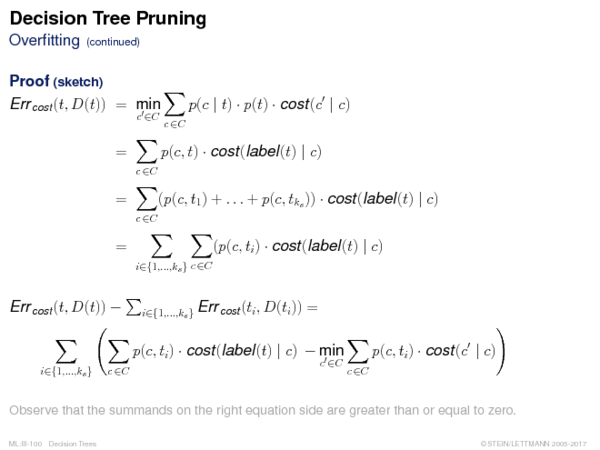 Decision Tree Pruning
Overfitting (continued)
Proof (sketch)
Err_cost(t, D(t)) = min_{c′∈C} ∑_{c∈C} p(c | t) · p(t) · cost(c′ | c)
= ∑_{c∈C} p(c, t) · cost(label(t) | c)
= ∑_{c∈C} (p(c, t_1) + . . . + p(c, t_{k_s})) · cost(label(t) | c)
= ∑_{i∈{1,...,k_s}} ∑_{c∈C} (p(c, t_i) · cost(label(t) | c)
Err_cost(t, D(t)) − ∑_{i∈{1,...,k_s}} Err_cost(t_i, D(t_i)) =
∑_{i∈{1,...,k_s}} ( ∑_{c∈C} p(c, t_i) · cost(label(t) | c) − min_{c′∈C} ∑_{c∈C} p(c, t_i) · cost(c′ | c) )
Observe that the summands on the right equation side are greater than or equal to zero.
ML:III-100 Decision Trees © STEIN/LETTMANN 2005-2017